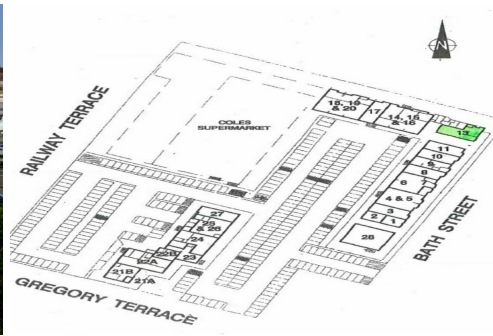 N
18, 19
& 20
17
14, 15
& 16
13
COLES
SUPERMARKET
RAILWAY TERRACE
11
10
9
8
6
4 & 5
3
2
1
28
BATH STREET
27
25
& 26
24
23
22B
22A
21B
21A
GREGORY TERRACE